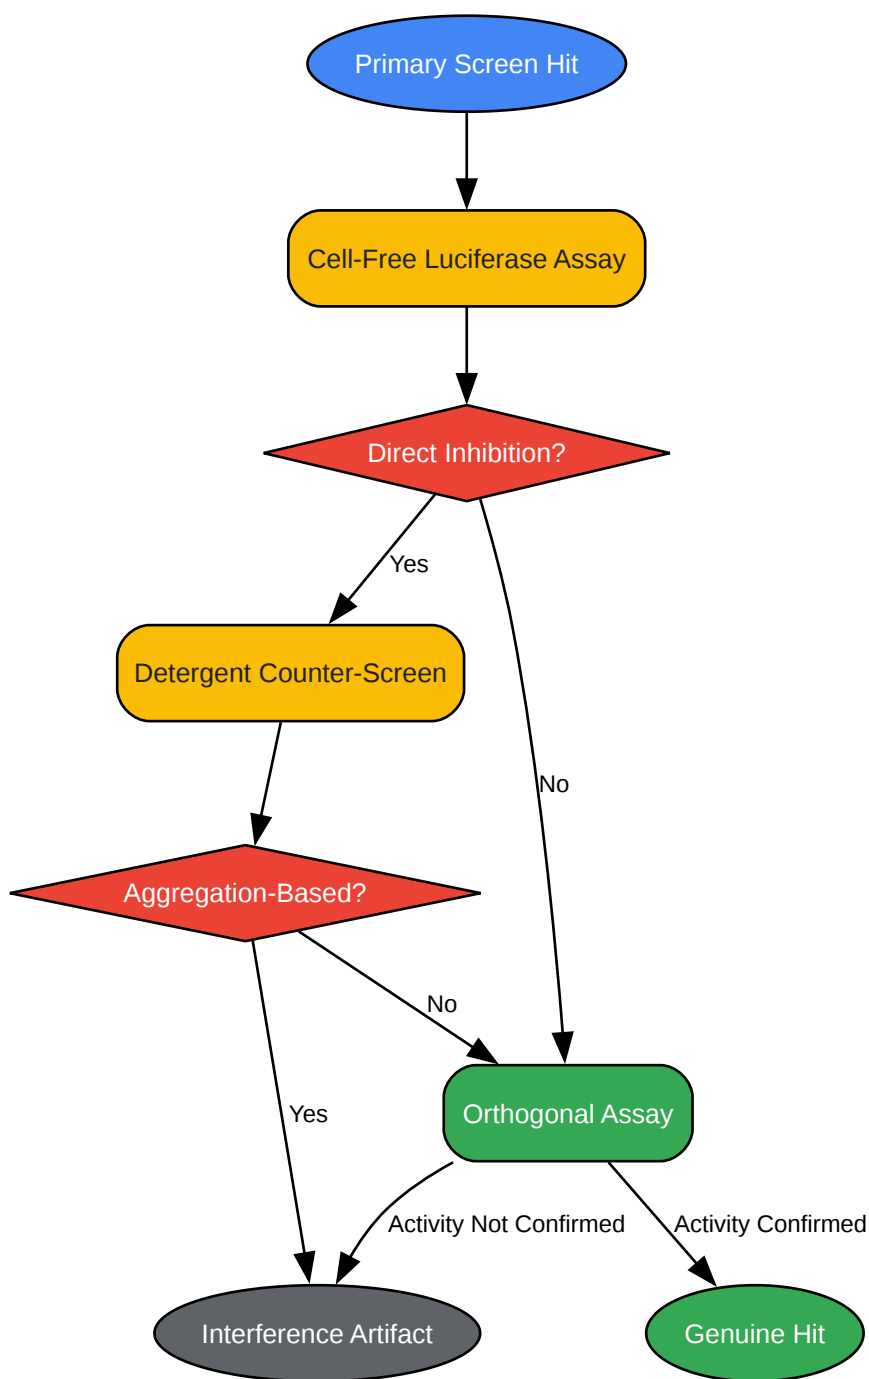 Primary Screen Hit
Cell-Free Luciferase Assay
Direct Inhibition?
Yes
Detergent Counter-Screen
No
Aggregation-Based?
No
Yes
Orthogonal Assay
Activity Not Confirmed
Activity Confirmed
Interference Artifact
Genuine Hit